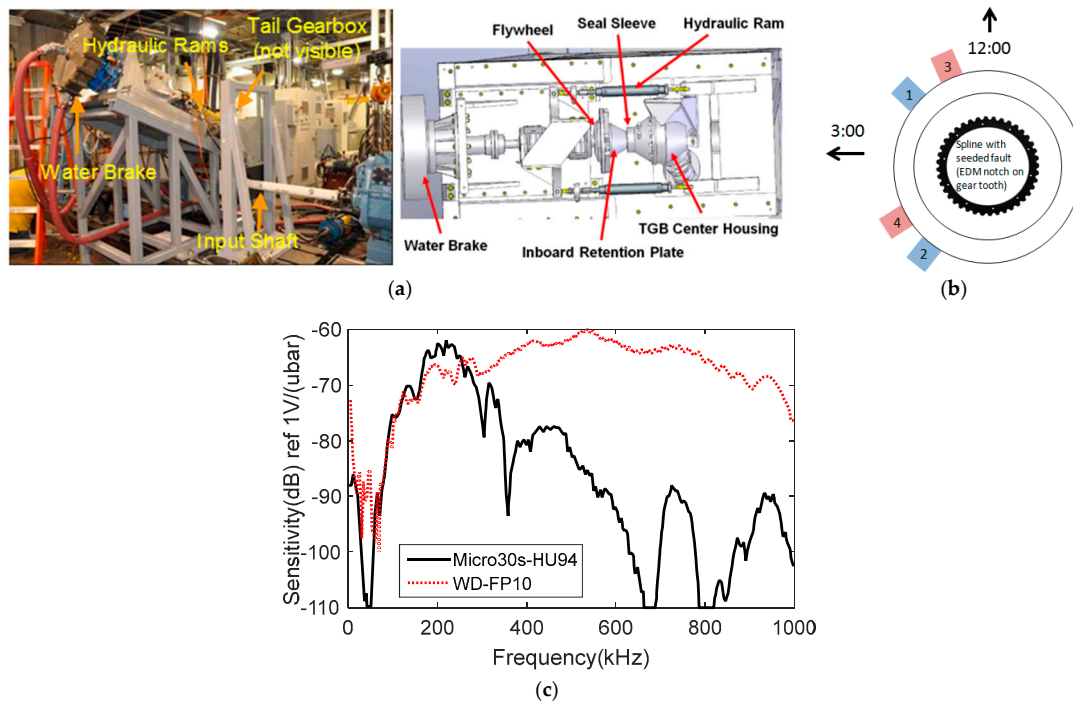 Tail Gearbox
(not visible)
Hydraulic Rams
Water Brake
Input Shaft
Flywheel
Seal Sleeve
Hydraulic Ram
Water Brake
Inboard Retention Plate
TGB Center Housing
(a)
12:00
3:00
3
1
4
2
Spline with
seeded fault
(EDM notch on
gear tooth)
(b)
Sensitivity(dB) ref 1V/(ubar)
-60
-70
-80
-90
-100
-110
Micro30s-HU94
WD-FP10
0 200 400 600 800 1000
Frequency(kHz)
(c)